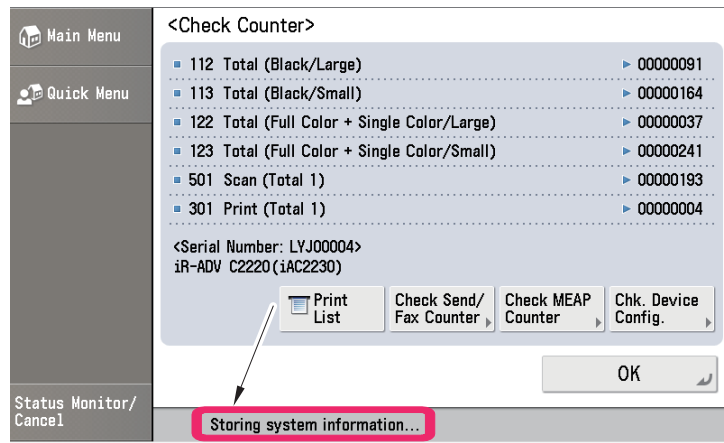 Main Menu
Quick Menu
Status Monitor/
Cancel
<Check Counter>
112 Total (Black/Large) 00000091
113 Total (Black/Small) 00000164
122 Total (Full Color + Single Color/Large) 00000037
123 Total (Full Color + Single Color/Small) 00000241
501 Scan (Total 1) 00000193
301 Print (Total 1) 00000004
<Serial Number: LYJ00004>
iR-ADV C2220(iAC2230)
Print
List
Check Send/
Fax Counter
Check MEAP
Counter
Chk. Device
Config.
OK
Storing system information...